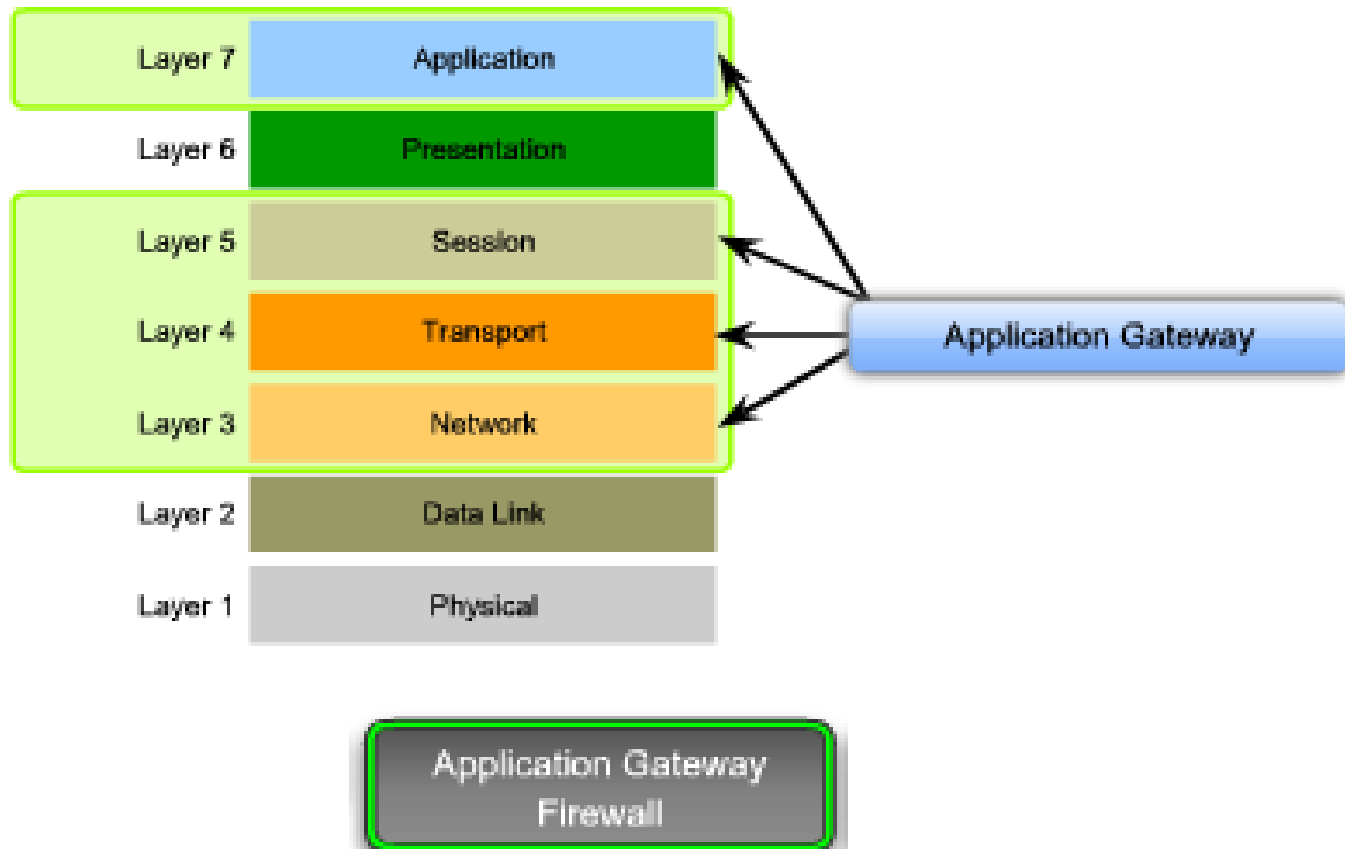 Layer 7 Application
Layer 6 Presentation
Layer 5 Session
Layer 4 Transport
Application Gateway
Layer 3 Network
Layer 2 Data Link
Layer 1 Physical
Application Gateway
Firewall